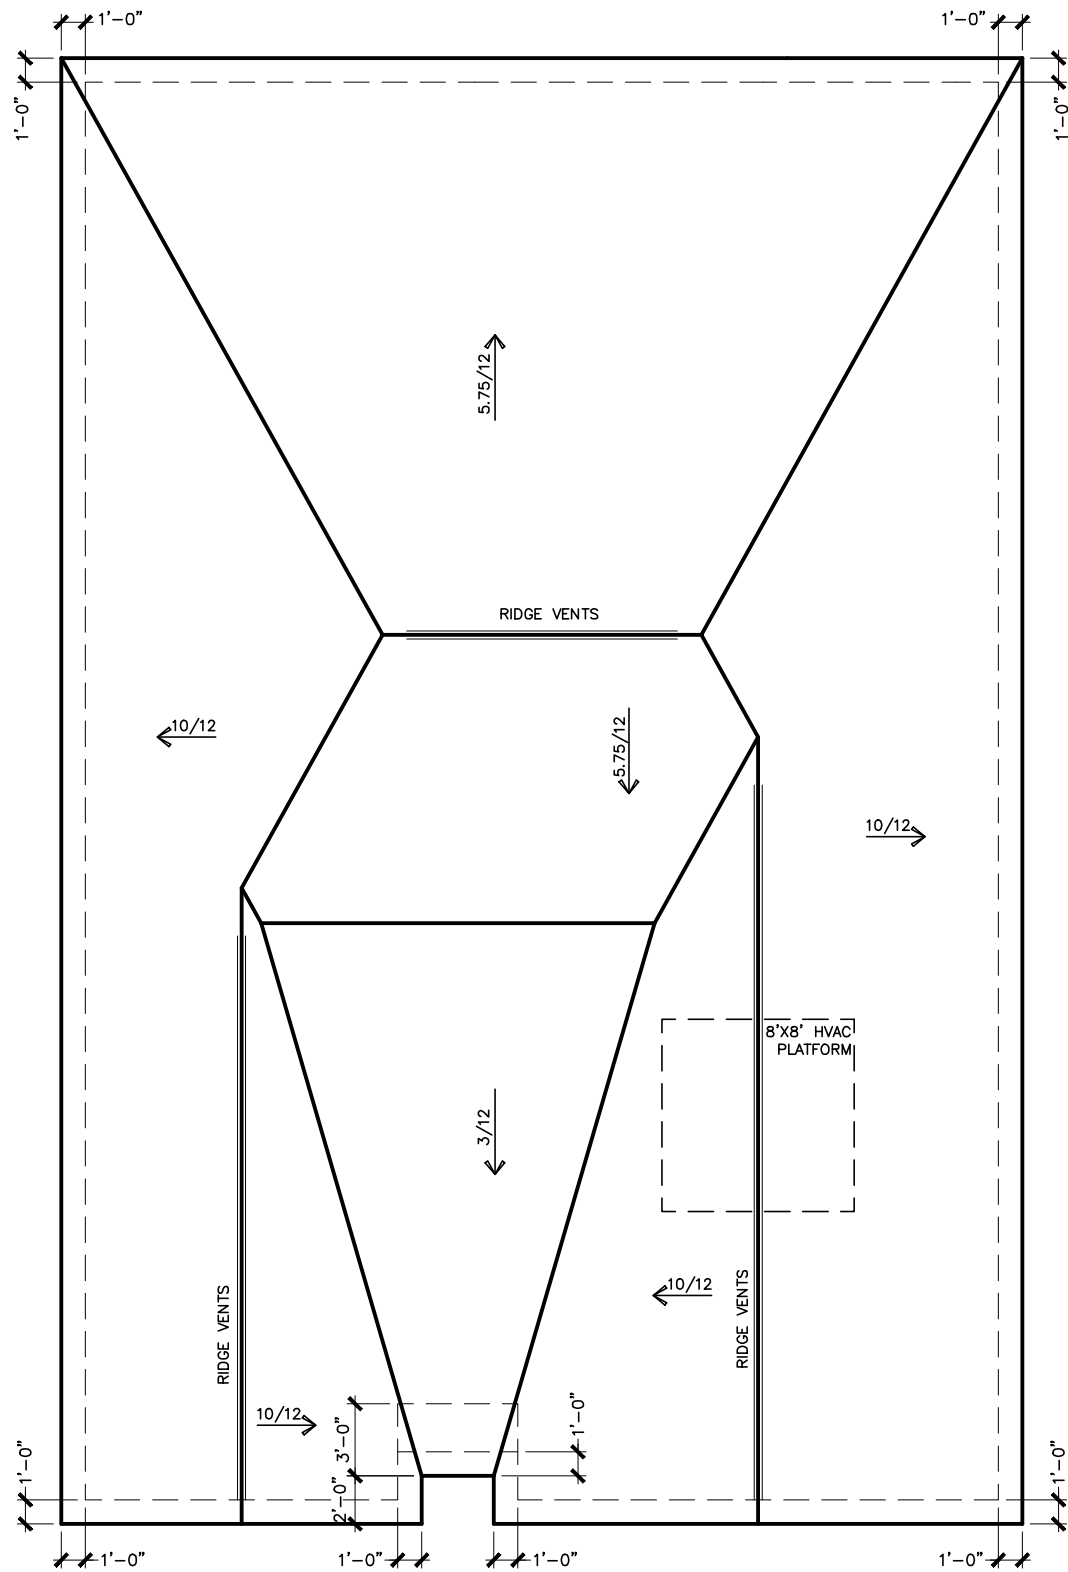 1'-0" 1'-0"
1'-0" 1'-0"
5.75/12
RIDGE VENTS
10/12
5.75/12
10/12
8'X8' HVAC
PLATFORM
3/12
10/12
RIDGE VENTS
RIDGE VENTS
10/12
1'-0"
3'-0"
1'-0" 1'-0"
2'-0"
1'-0" 1'-0" 1'-0" 1'-0"